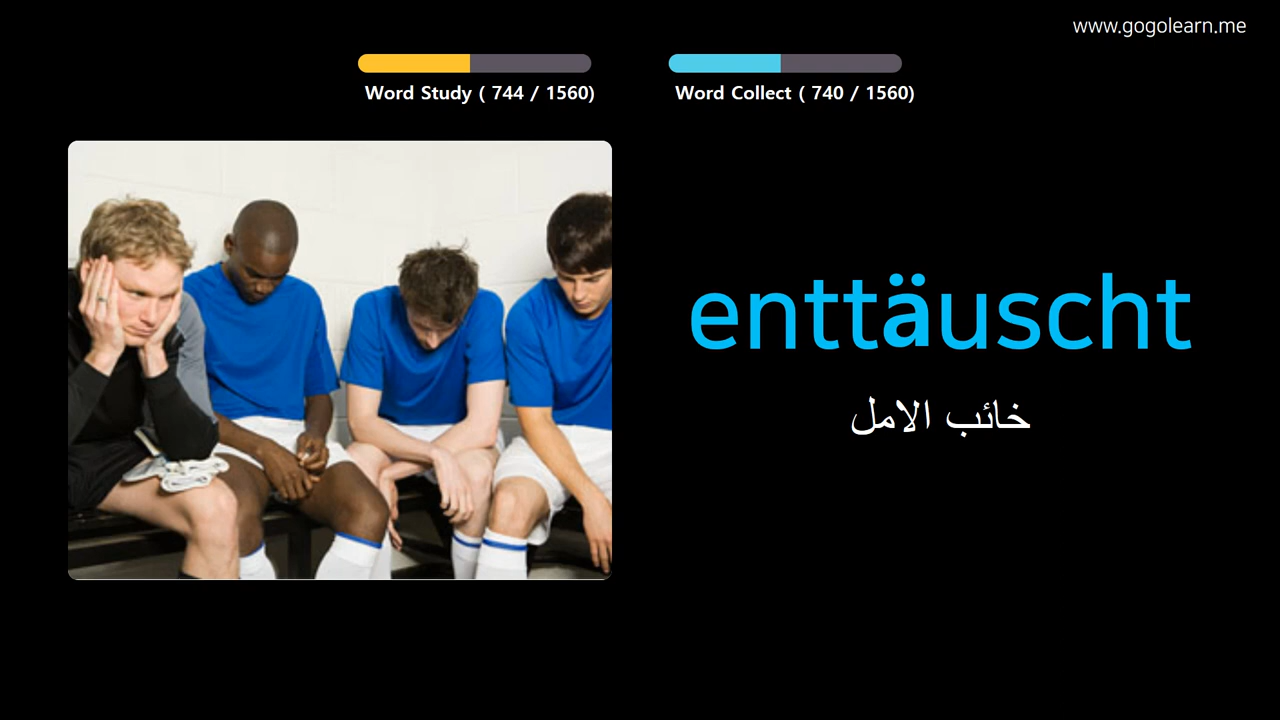 www.gogolearn.me
Word Study ( 744 / 1560)
Word Collect ( 740 / 1560)
enttäuscht
خائب الامل